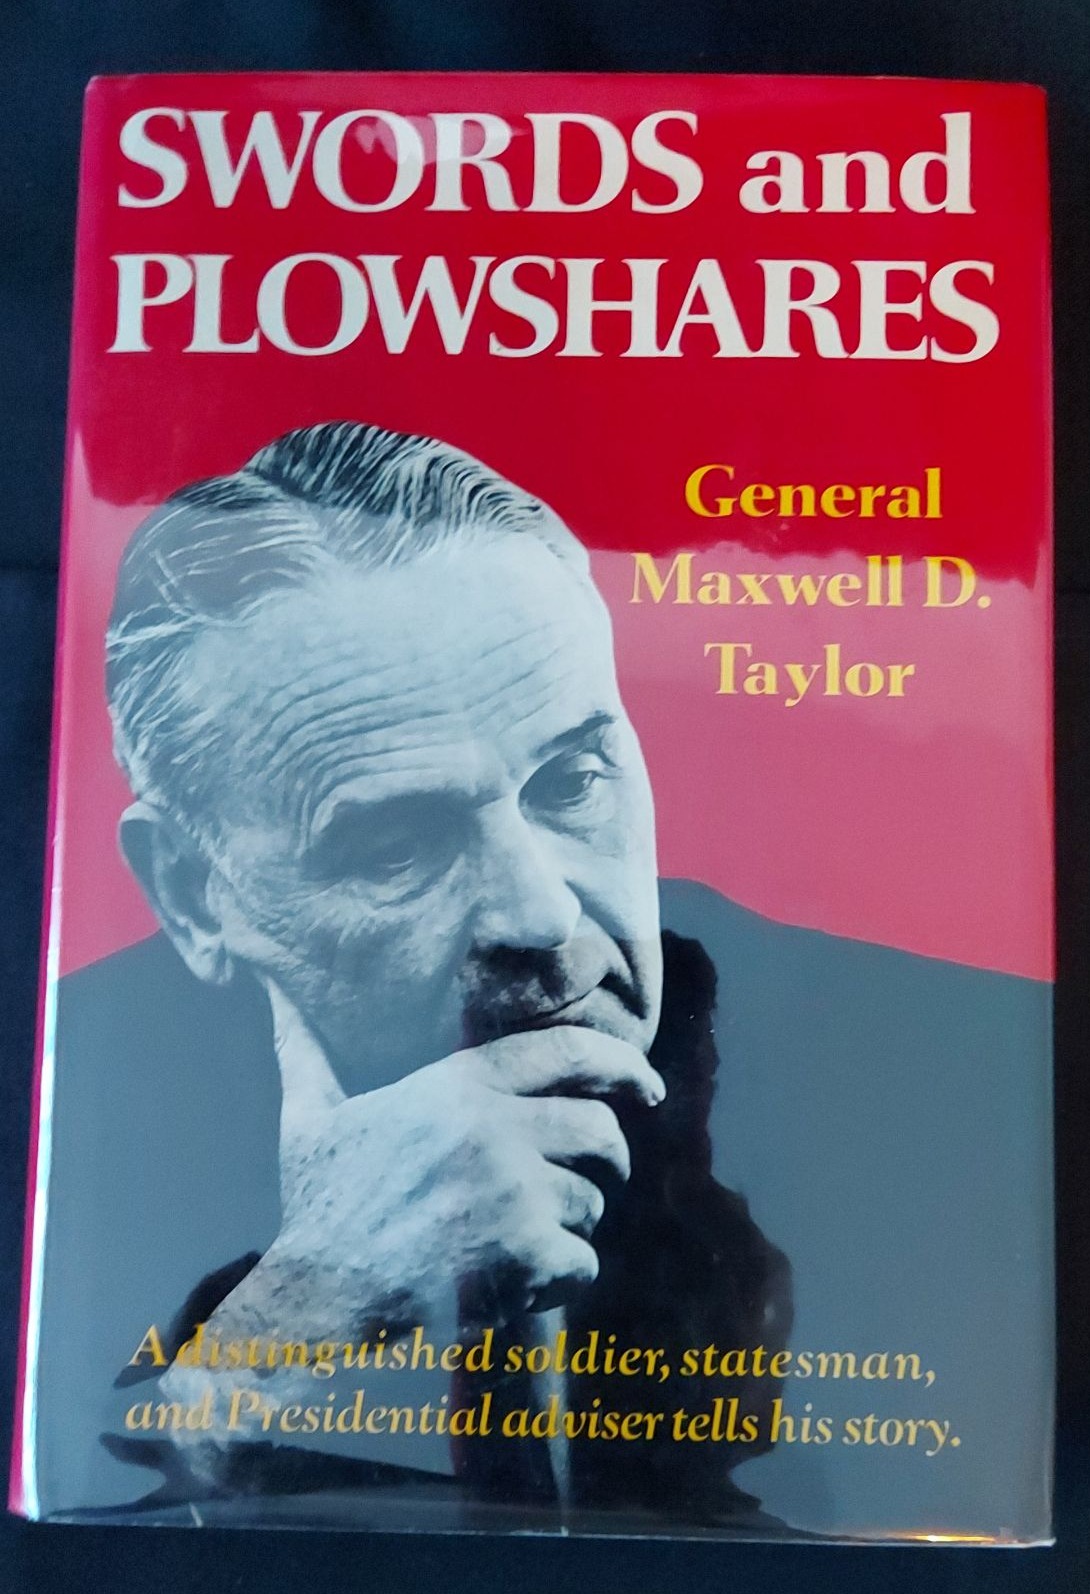 SWORDS and
PLOWSHARES
General
Maxwell D.
Taylor
A distinguished soldier, statesman,
and Presidential adviser tells his story.